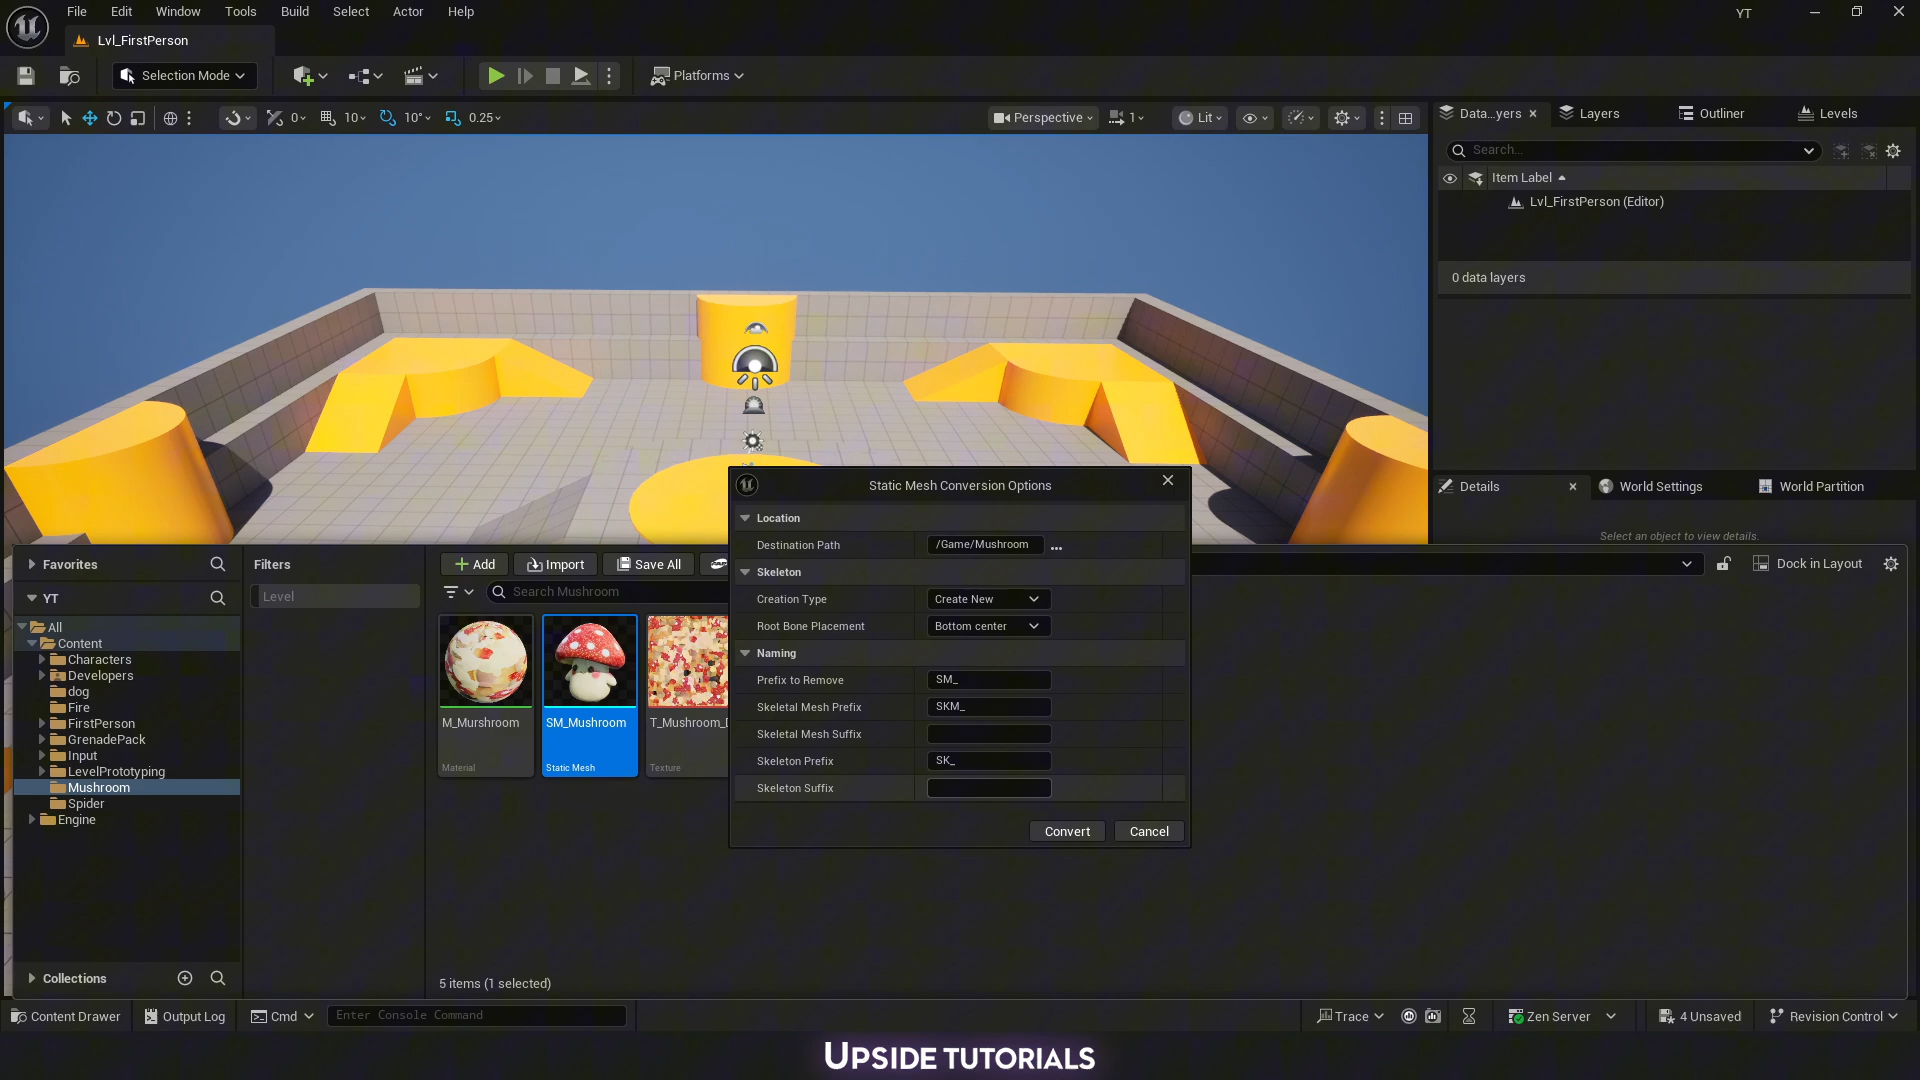 File Edit Window Tools Build Select Actor Help
YT
Lvl_FirstPerson
Selection Mode
Platforms
0 10 10° 0.25
Perspective 1 Lit
Data...yers Layers Outliner Levels
Search...
Item Label
Lvl_FirstPerson (Editor)
0 data layers
Details World Settings World Partition
Select an object to view details.
Static Mesh Conversion Options
Location
Destination Path /Game/Mushroom ...
Skeleton
Creation Type Create New
Root Bone Placement Bottom center
Naming
Prefix to Remove SM_
Skeletal Mesh Prefix SKM_
Skeletal Mesh Suffix
Skeleton Prefix SK_
Skeleton Suffix
Convert Cancel
Favorites
YT
All
Content
Characters
Developers
dog
Fire
FirstPerson
GrenadePack
Input
LevelPrototyping
Mushroom
Spider
Engine
Collections
Filters
Level
Add Import Save All
Dock in Layout
Search Mushroom
M_Murshroom
Material
SM_Mushroom
Static Mesh
T_Mushroom_
Texture
5 items (1 selected)
Content Drawer Output Log Cmd Enter Console Command
Trace Zen Server 4 Unsaved Revision Control
UPSIDE TUTORIALS